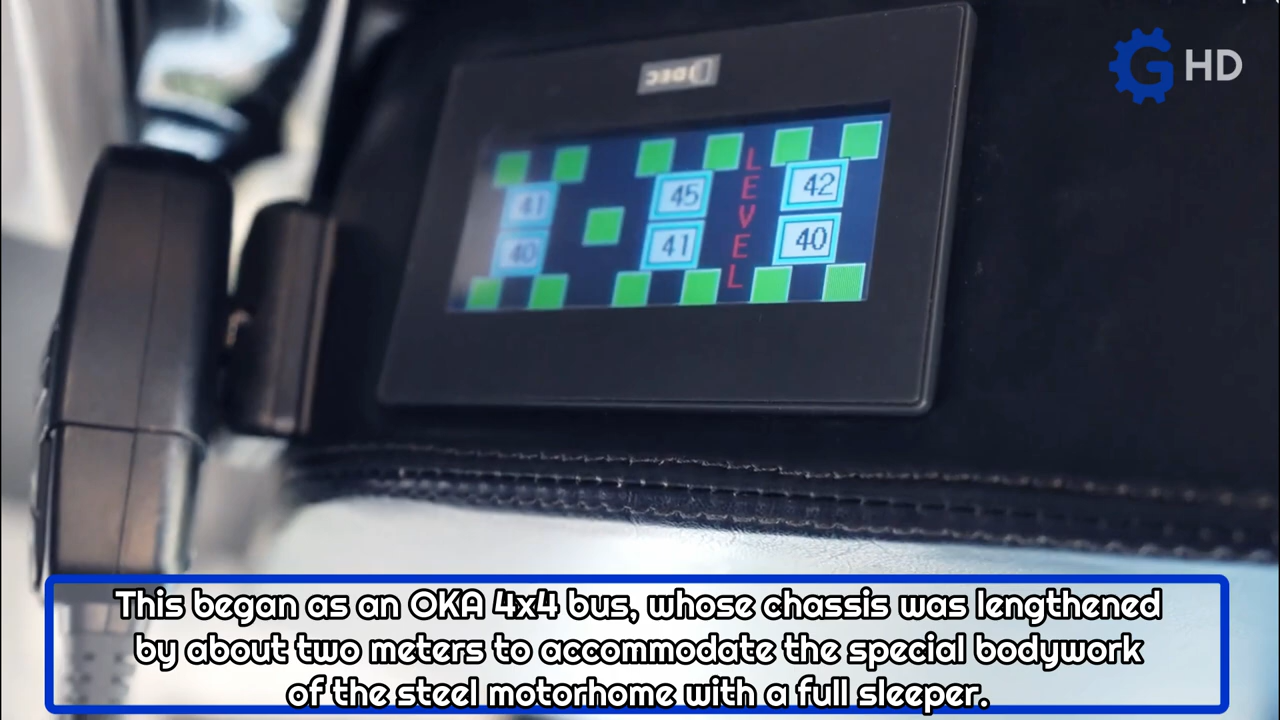 G HD
IDEC
41 45 42
40 41 40
LEVEL
This began as an OKA 4x4 bus, whose chassis was lengthened
by about two meters to accommodate the special bodywork
of the steel motorhome with a full sleeper.